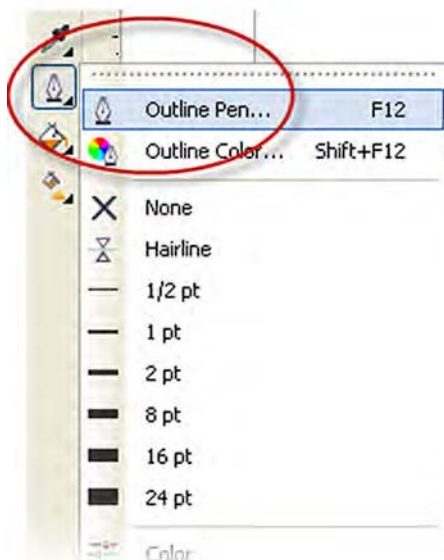 Outline Pen... F12
Outline Color... Shift+F12
None
Hairline
1/2 pt
1 pt
2 pt
8 pt
16 pt
24 pt
Color